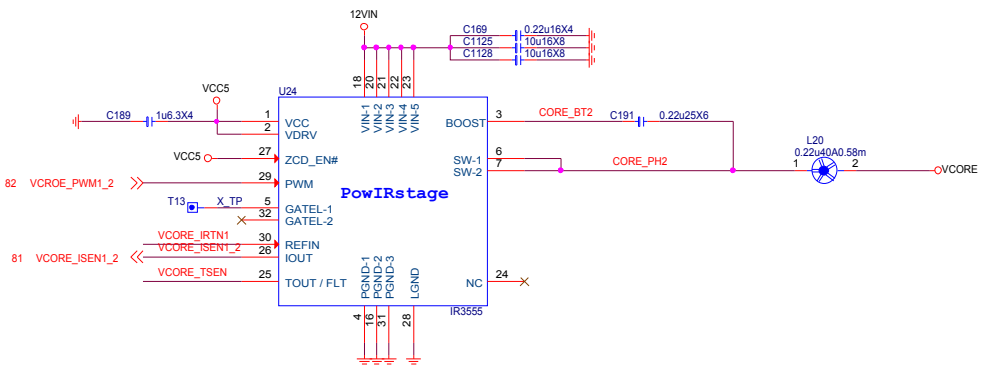 12VIN
C169 0.22u16X4
C1125 10u16X8
C1128 10u16X8
18 20 21 22 23
U24
VCC5
C189 1u6.3X4
1 VCC
2 VDRV
VIN-1 VIN-2 VIN-3 VIN-4 VIN-5
BOOST 3 CORE_BT2 C191 0.22u25X6
VCC5 27 ZCD_EN#
SW-1 6
SW-2 7
CORE_PH2
L20
0.22u40A0.58m
1 2 VCORE
82 VCROE_PWM1_2 29 PWM
PowIRstage
T13 X_TP 5 GATEL-1
32 GATEL-2
VCORE_IRTN1 30 REFIN
81 VCORE_ISEN1_2 VCORE_ISEN1_2 26 IOUT
VCORE_TSEN 25 TOUT / FLT
PGND-1 PGND-2 PGND-3 LGND
NC 24
IR3555
4 16 31 28